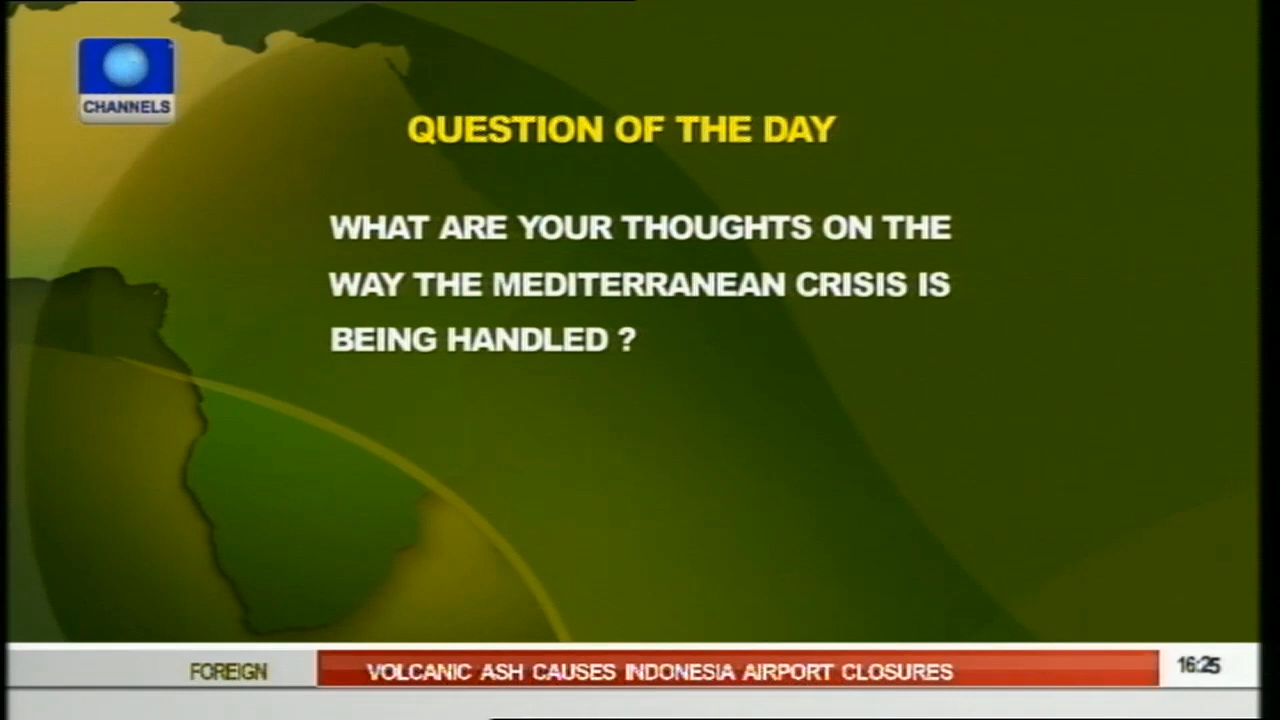 CHANNELS
QUESTION OF THE DAY
WHAT ARE YOUR THOUGHTS ON THE
WAY THE MEDITERRANEAN CRISIS IS
BEING HANDLED ?
FOREIGN
VOLCANIC ASH CAUSES INDONESIA AIRPORT CLOSURES
16:25